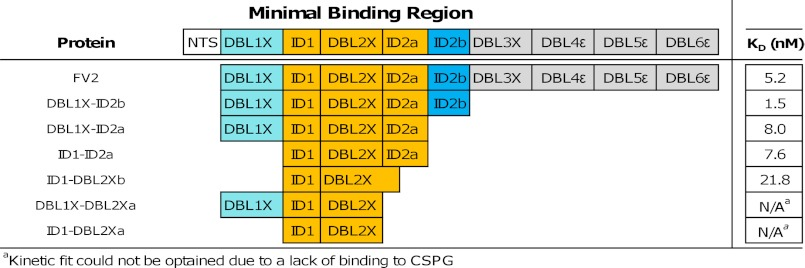 Minimal Binding Region
Protein NTS DBL1X ID1 DBL2X ID2a ID2b DBL3X DBL4ε DBL5ε DBL6ε KD (nM)
FV2 DBL1X ID1 DBL2X ID2a ID2b DBL3X DBL4ε DBL5ε DBL6ε 5.2
DBL1X-ID2b DBL1X ID1 DBL2X ID2a ID2b 1.5
DBL1X-ID2a DBL1X ID1 DBL2X ID2a 8.0
ID1-ID2a ID1 DBL2X ID2a 7.6
ID1-DBL2Xb ID1 DBL2X 21.8
DBL1X-DBL2Xa DBL1X ID1 DBL2X N/Aa
ID1-DBL2Xa ID1 DBL2X N/Aa
aKinetic fit could not be optained due to a lack of binding to CSPG